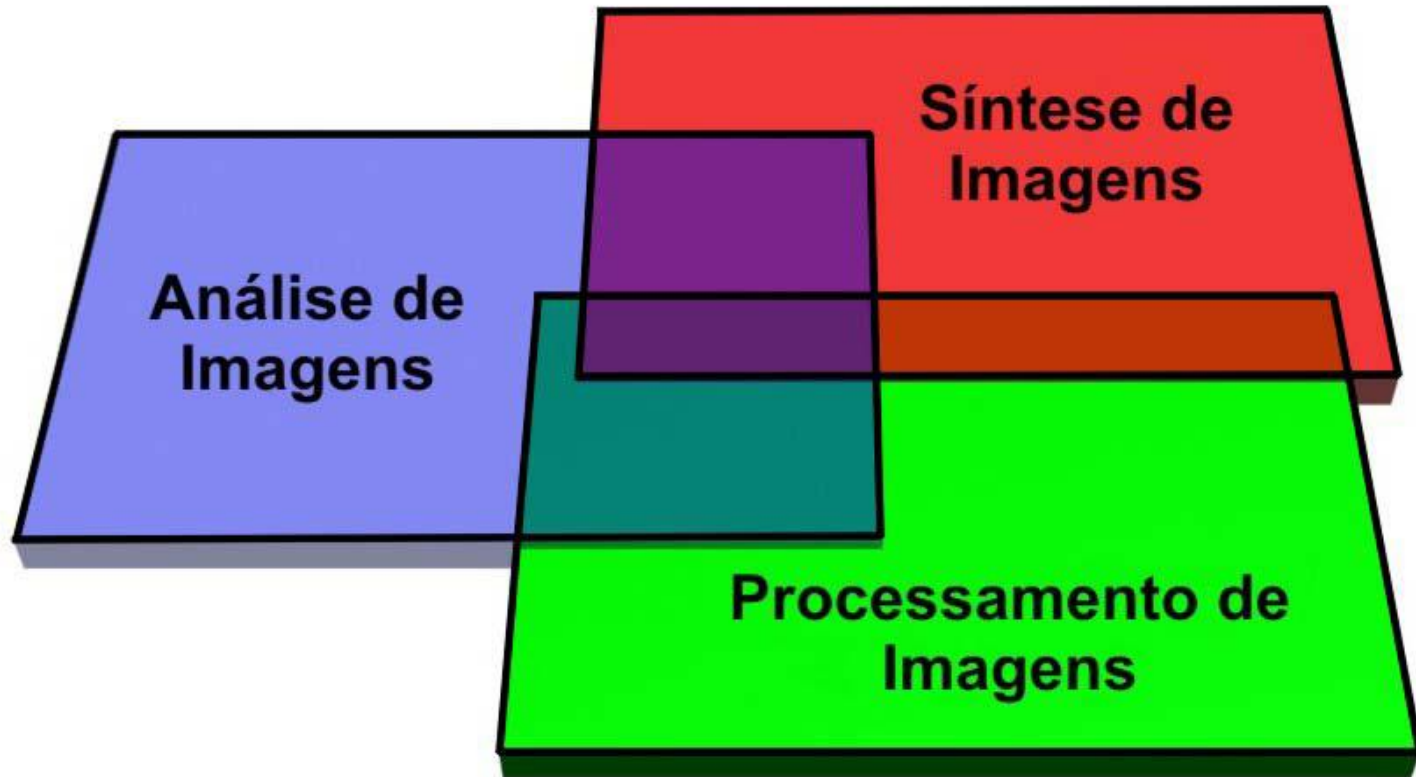 Síntese de
Imagens
Análise de
Imagens
Processamento de
Imagens